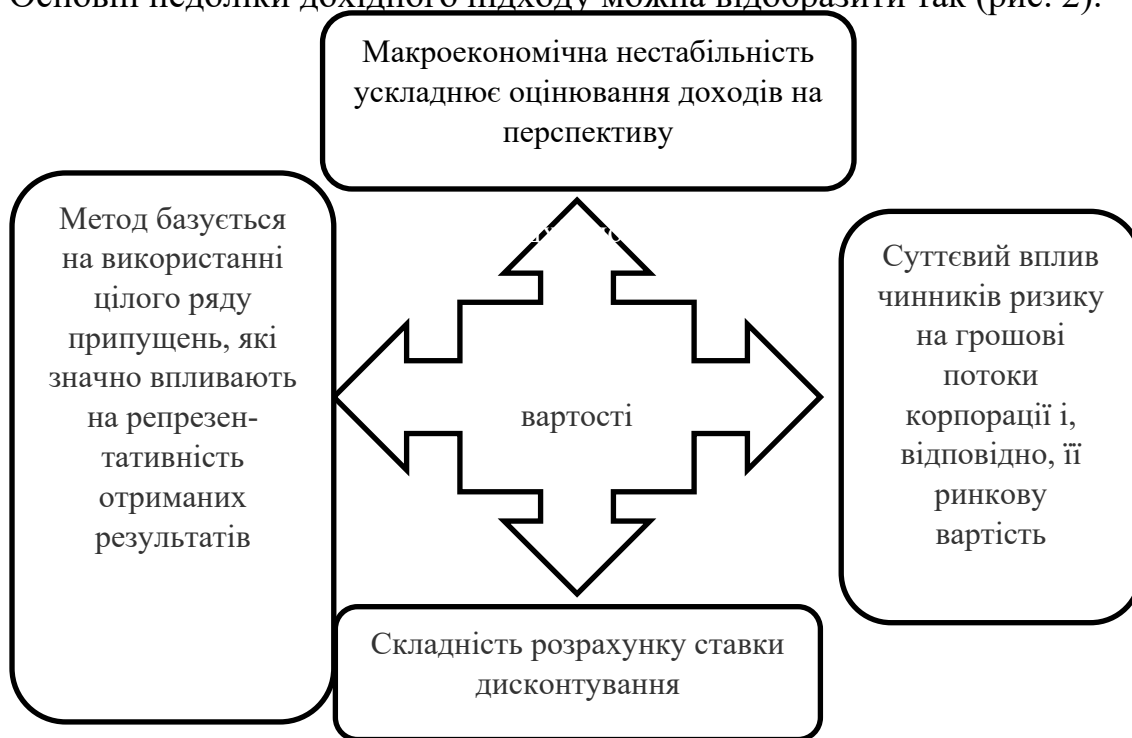 Основні недоліки дохідного підходу можна відобразити так (рис. 2).
Макроекономічна нестабільність
ускладнює оцінювання доходів на
перспективу
Метод базується
на використанні
цілого ряду
припущень, які
значно впливають
на репрезен-
тативність
отриманих
результатів
вартості
Суттєвий вплив
чинників ризику
на грошові
потоки
корпорації і,
відповідно, її
ринкову
вартість
Складність розрахунку ставки
дисконтування